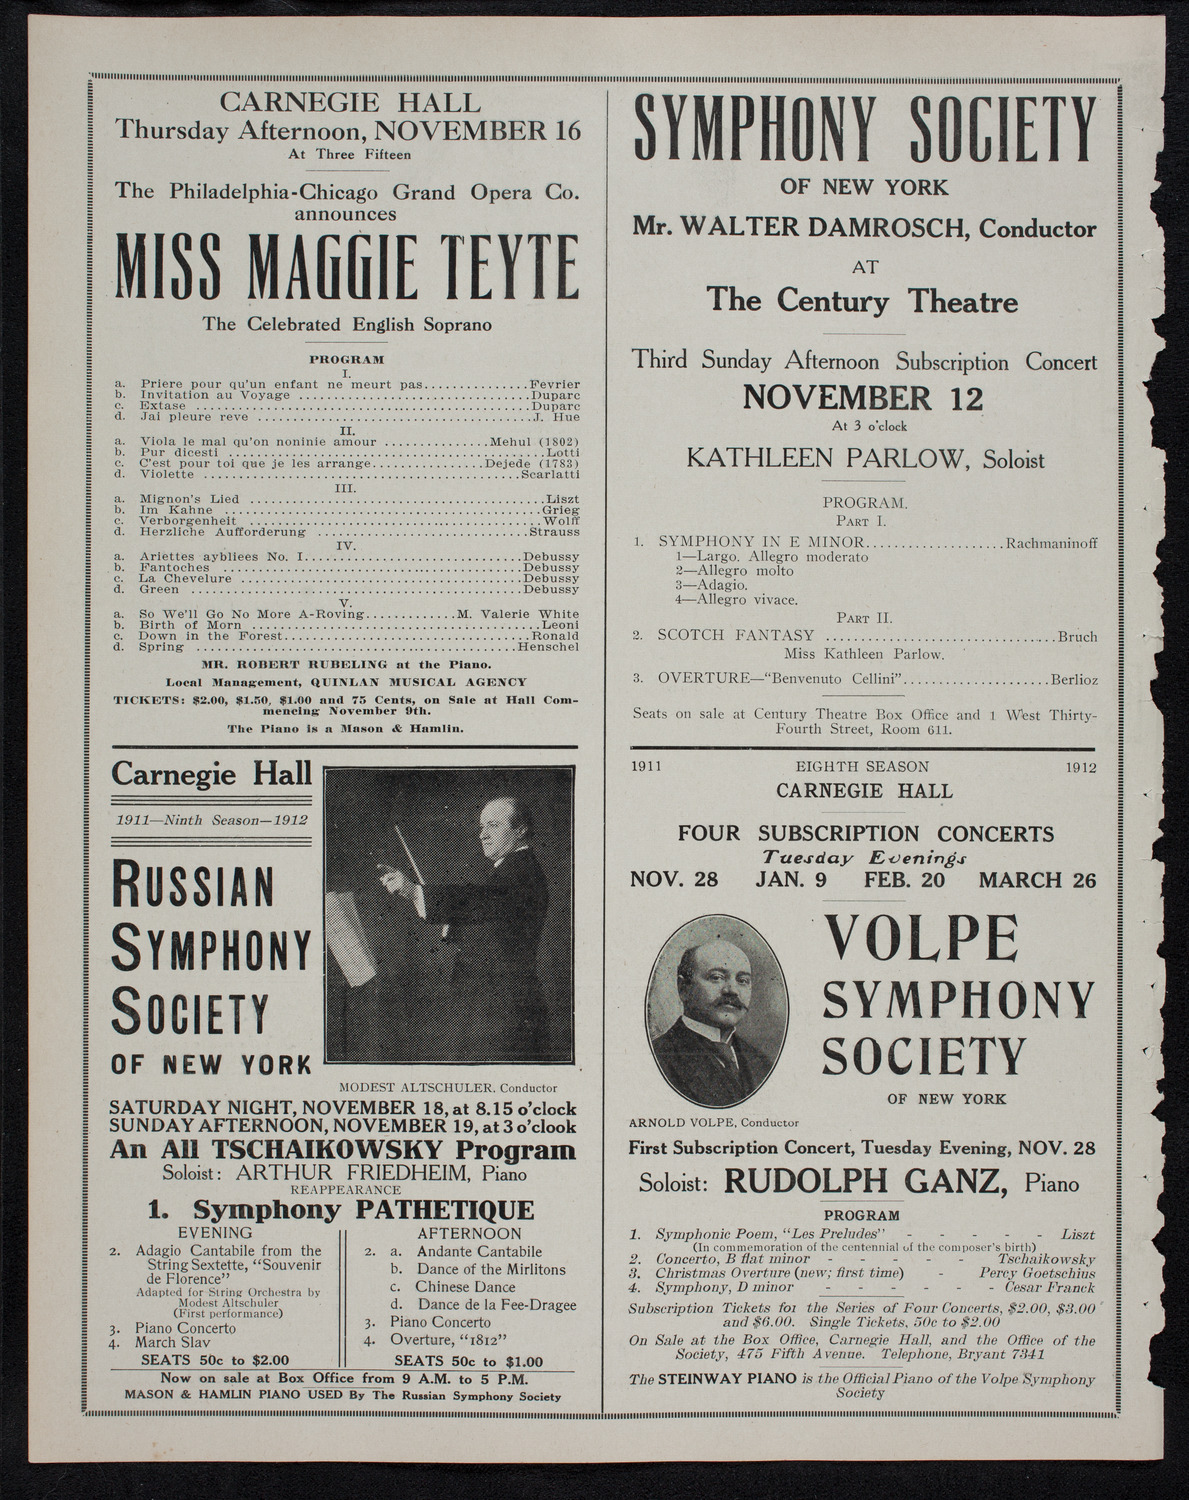 CARNEGIE HALL
Thursday Afternoon, NOVEMBER 16
At Three Fifteen
The Philadelphia-Chicago Grand Opera Co.
announces
MISS MAGGIE TEYTE
The Celebrated English Soprano
PROGRAM
I.
a. Priere pour qu'un enfant ne meurt pas..............Fevrier
b. Invitation au Voyage ..............Duparc
c. Extase ..............Duparc
d. Jai pleure reve ..............J. Hue
II.
a. Viola le mal qu'on noninie amour ..............Mehul (1802)
b. Pur dicesti ..............Lotti
c. C'est pour toi que je les arrange..............Dejede (1783)
d. Violette ..............Scarlatti
III.
a. Mignon's Lied ..............Liszt
b. Im Kahne ..............Grieg
c. Verborgenheit ..............Wolff
d. Herzliche Aufforderung ..............Strauss
IV.
a. Ariettes aybliees No. I..............Debussy
b. Fantoches ..............Debussy
c. La Chevelure ..............Debussy
d. Green ..............Debussy
V.
a. So We'll Go No More A-Roving............M. Valerie White
b. Birth of Morn ..............Leoni
c. Down in the Forest..............Ronald
d. Spring ..............Henschel
MR. ROBERT RUBELING at the Piano.
Local Management, QUINLAN MUSICAL AGENCY
TICKETS: $2.00, $1.50, $1.00 and 75 Cents, on Sale at Hall Com-
mencing November 9th.
The Piano is a Mason & Hamlin.
Carnegie Hall
1911—Ninth Season—1912
RUSSIAN
SYMPHONY
SOCIETY
OF NEW YORK
MODEST ALTSCHULER, Conductor
SATURDAY NIGHT, NOVEMBER 18, at 8.15 o'clock
SUNDAY AFTERNOON, NOVEMBER 19, at 3 o'clook
An All TSCHAIKOWSKY Program
Soloist: ARTHUR FRIEDHEIM, Piano
REAPPEARANCE
1. Symphony PATHETIQUE
EVENING
2. Adagio Cantabile from the
String Sextette, "Souvenir
de Florence"
Adapted for String Orchestra by
Modest Altschuler
(First performance)
3. Piano Concerto
4. March Slav
SEATS 50c to $2.00
AFTERNOON
2. a. Andante Cantabile
b. Dance of the Mirlitons
c. Chinese Dance
d. Dance de la Fee-Dragee
3. Piano Concerto
4. Overture, "1812"
SEATS 50c to $1.00
Now on sale at Box Office from 9 A.M. to 5 P.M.
MASON & HAMLIN PIANO USED By The Russian Symphony Society
SYMPHONY SOCIETY
OF NEW YORK
Mr. WALTER DAMROSCH, Conductor
AT
The Century Theatre
Third Sunday Afternoon Subscription Concert
NOVEMBER 12
At 3 o'clock
KATHLEEN PARLOW, Soloist
PROGRAM.
PART I.
1. SYMPHONY IN E MINOR..............Rachmaninoff
1—Largo. Allegro moderato
2—Allegro molto
3—Adagio.
4—Allegro vivace.
PART II.
2. SCOTCH FANTASY ..............Bruch
Miss Kathleen Parlow.
3. OVERTURE—"Benvenuto Cellini"..............Berlioz
Seats on sale at Century Theatre Box Office and 1 West Thirty-
Fourth Street, Room 611.
1911 EIGHTH SEASON 1912
CARNEGIE HALL
FOUR SUBSCRIPTION CONCERTS
Tuesday Evenings
NOV. 28 JAN. 9 FEB. 20 MARCH 26
VOLPE
SYMPHONY
SOCIETY
OF NEW YORK
ARNOLD VOLPE, Conductor
First Subscription Concert, Tuesday Evening, NOV. 28
Soloist: RUDOLPH GANZ, Piano
PROGRAM
1. Symphonic Poem, "Les Preludes" - - - - - Liszt
(In commemoration of the centennial of the composer's birth)
2. Concerto, B flat minor - - - - - Tschaikowsky
3. Christmas Overture (new; first time) - Percy Goetschius
4. Symphony, D minor - - - - - Cesar Franck
Subscription Tickets for the Series of Four Concerts, $2.00, $3.00
and $6.00. Single Tickets, 50c to $2.00
On Sale at the Box Office, Carnegie Hall, and the Office of the
Society, 475 Fifth Avenue. Telephone, Bryant 7341
The STEINWAY PIANO is the Official Piano of the Volpe Symphony
Society